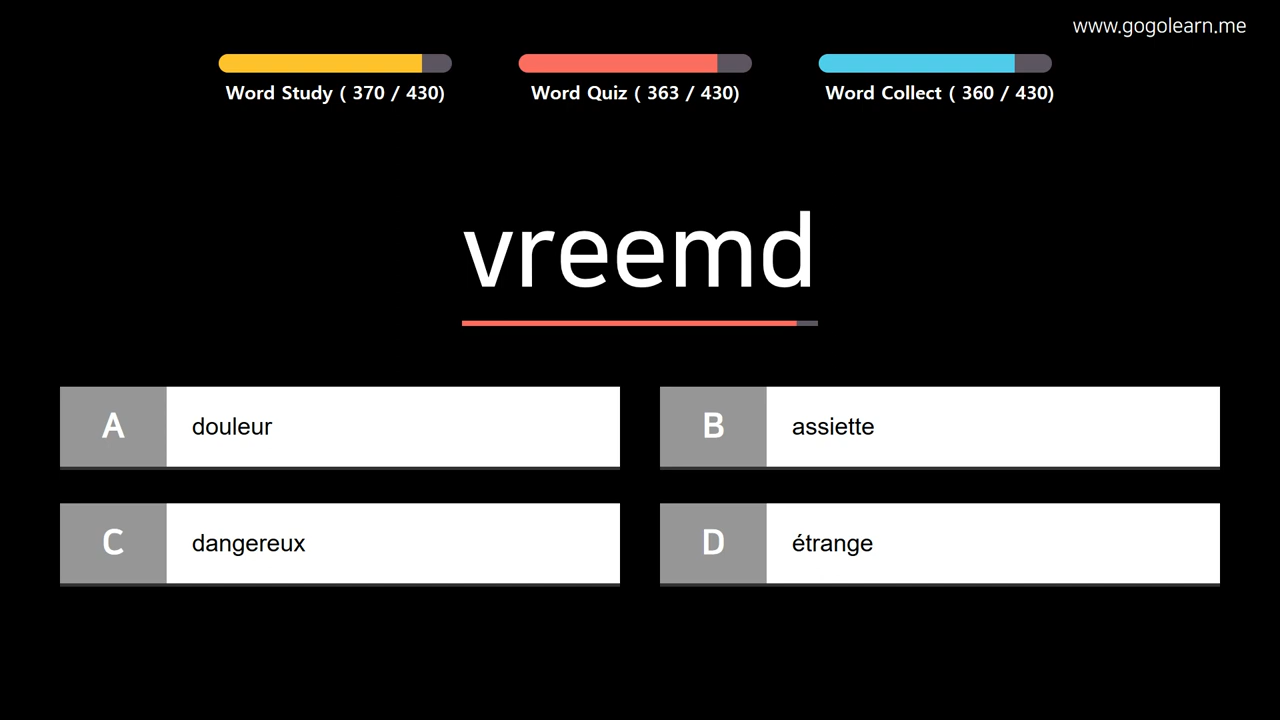 www.gogolearn.me
Word Study ( 370 / 430)
Word Quiz ( 363 / 430)
Word Collect ( 360 / 430)
vreemd
A douleur
B assiette
C dangereux
D étrange